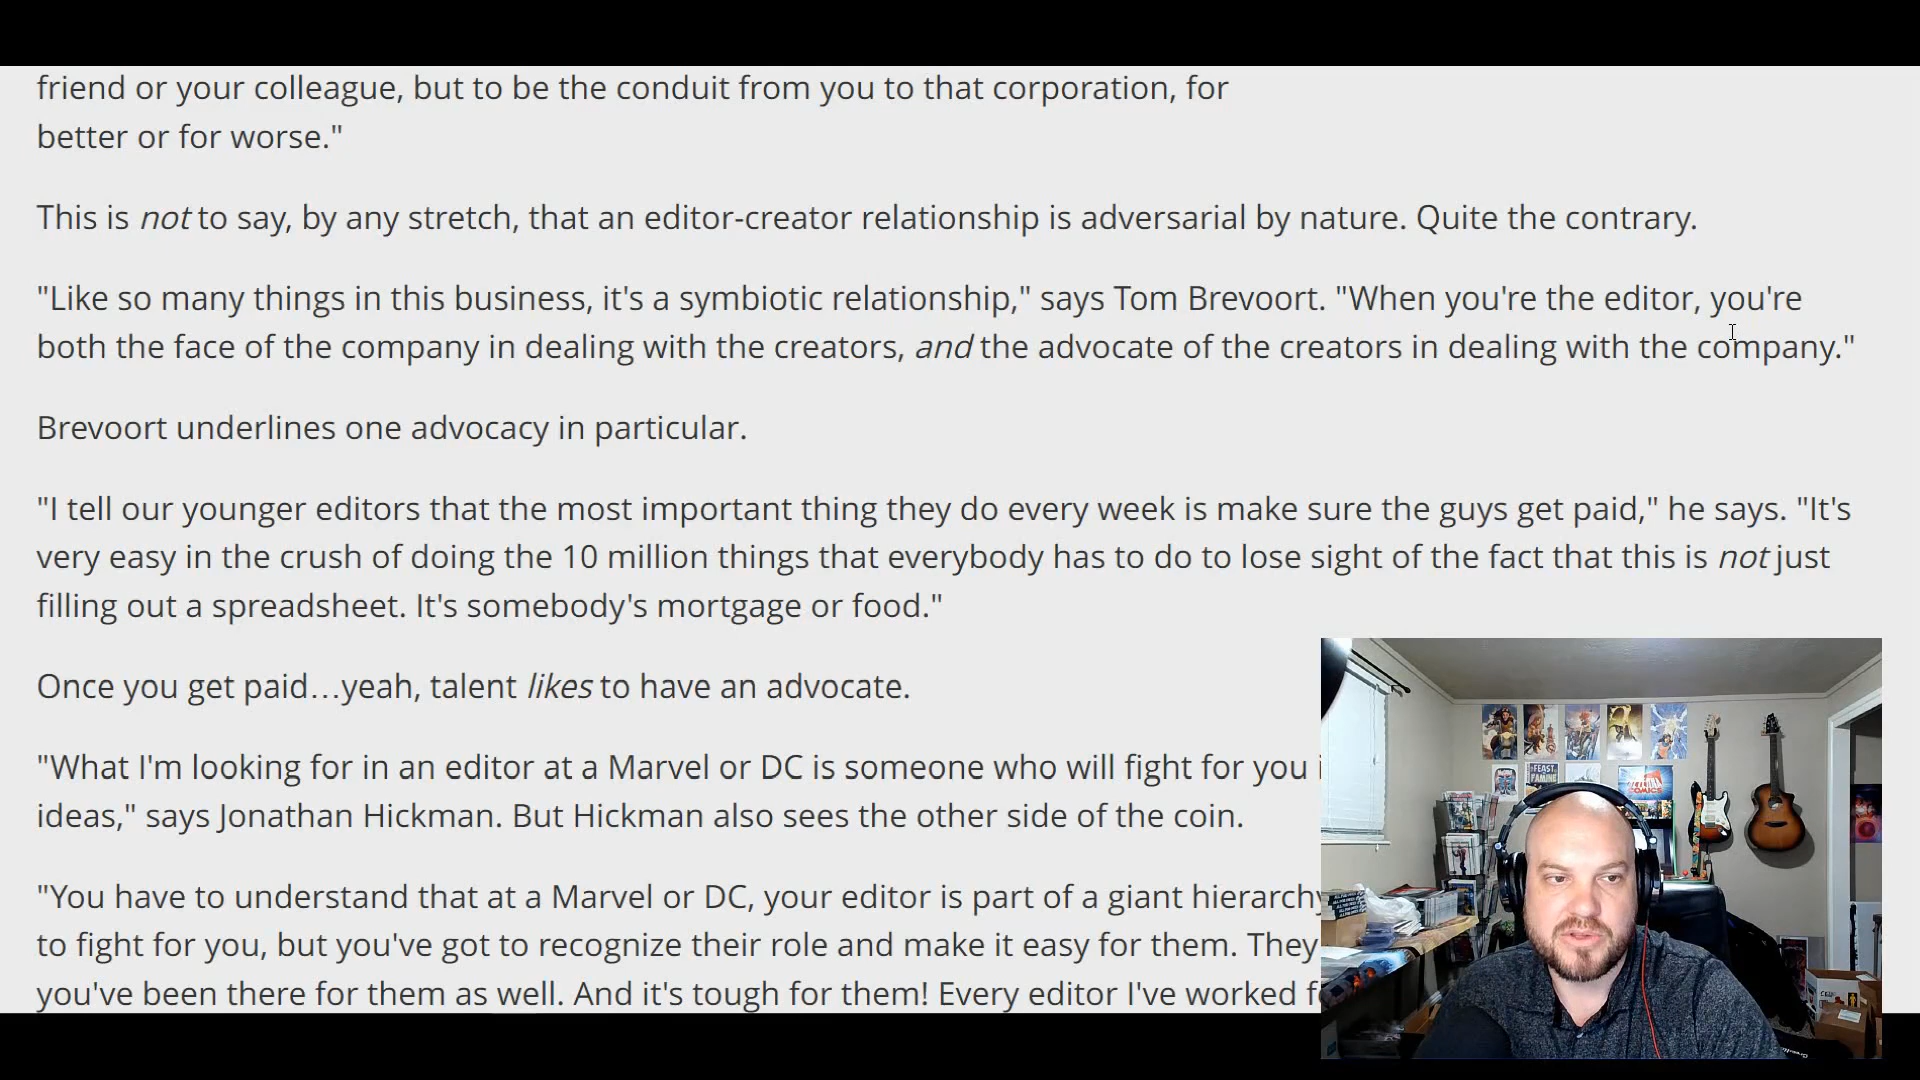 friend or your colleague, but to be the conduit from you to that corporation, for
better or for worse."
This is not to say, by any stretch, that an editor-creator relationship is adversarial by nature. Quite the contrary.
"Like so many things in this business, it's a symbiotic relationship," says Tom Brevoort. "When you're the editor, you're
both the face of the company in dealing with the creators, and the advocate of the creators in dealing with the company."
Brevoort underlines one advocacy in particular.
"I tell our younger editors that the most important thing they do every week is make sure the guys get paid," he says. "It's
very easy in the crush of doing the 10 million things that everybody has to do to lose sight of the fact that this is not just
filling out a spreadsheet. It's somebody's mortgage or food."
Once you get paid…yeah, talent likes to have an advocate.
"What I'm looking for in an editor at a Marvel or DC is someone who will fight for you
ideas," says Jonathan Hickman. But Hickman also sees the other side of the coin.
"You have to understand that at a Marvel or DC, your editor is part of a giant hierarchy
to fight for you, but you've got to recognize their role and make it easy for them. They
you've been there for them as well. And it's tough for them! Every editor I've worked
FEAST
FAMINE
COMICS